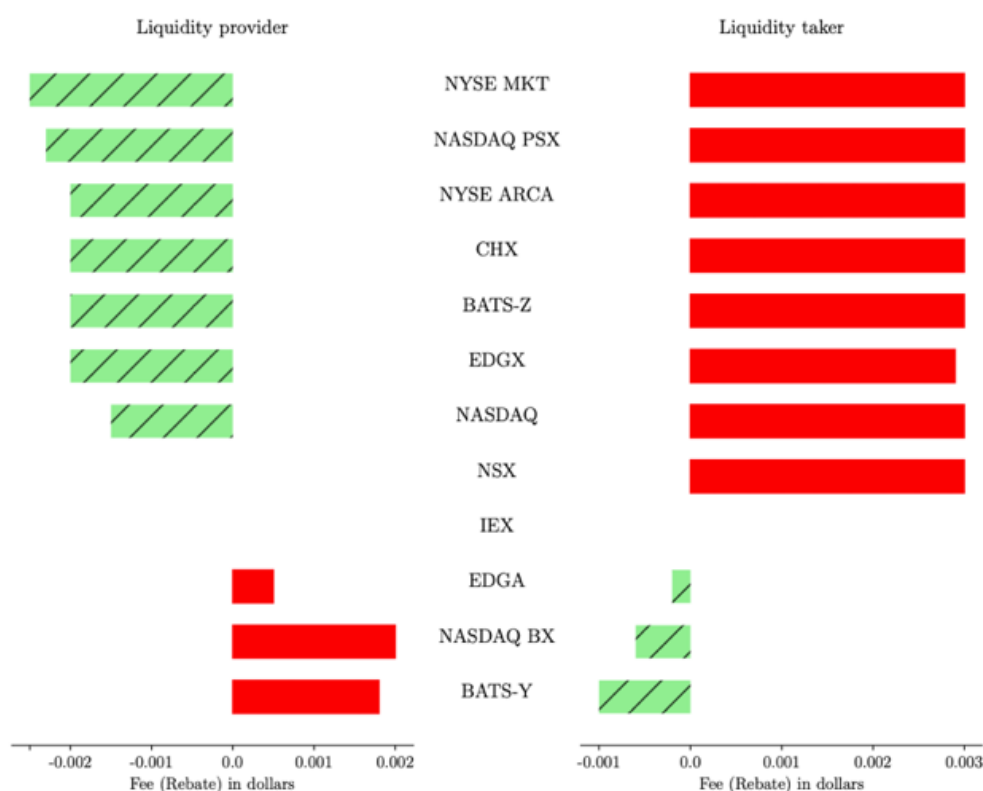 Liquidity provider
Liquidity taker
NYSE MKT
NASDAQ PSX
NYSE ARCA
CHX
BATS-Z
EDGX
NASDAQ
NSX
IEX
EDGA
NASDAQ BX
BATS-Y
-0.002 -0.001 0.0 0.001 0.002
Fee (Rebate) in dollars
-0.001 0.0 0.001 0.002 0.003
Fee (Rebate) in dollars